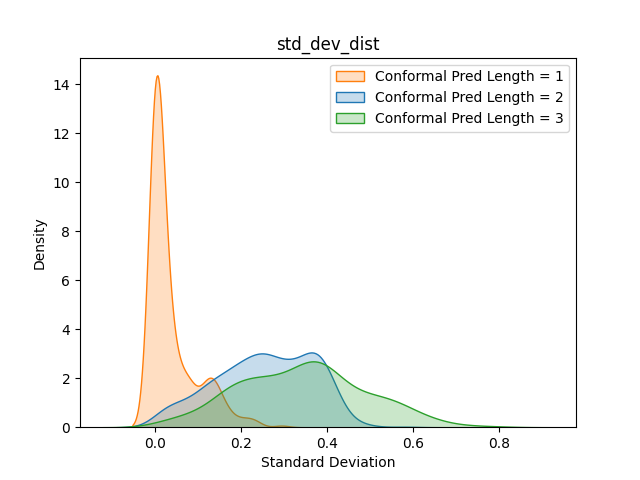 std_dev_dist
Conformal Pred Length = 1
Conformal Pred Length = 2
Conformal Pred Length = 3
Density
14
12
10
8
6
4
2
0
0.0 0.2 0.4 0.6 0.8
Standard Deviation